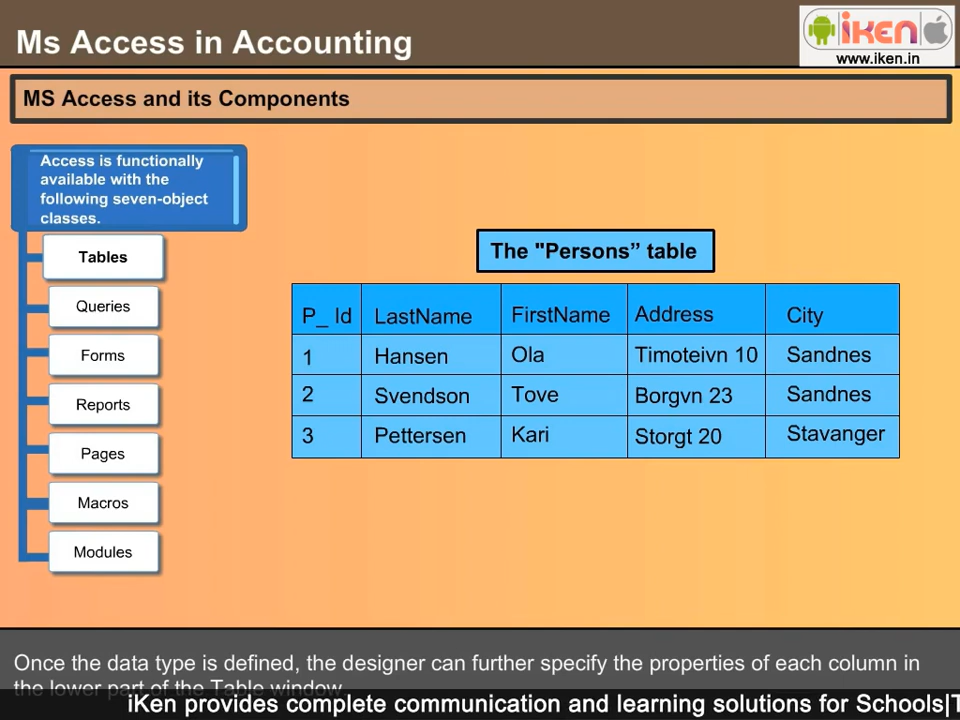 Ms Access in Accounting
iKEN
www.iken.in
MS Access and its Components
Access is functionally
available with the
following seven-object
classes.
Tables
Queries
Forms
Reports
Pages
Macros
Modules
The "Persons” table
P_ Id LastName FirstName Address City
1 Hansen Ola Timoteivn 10 Sandnes
2 Svendson Tove Borgvn 23 Sandnes
3 Pettersen Kari Storgt 20 Stavanger
Once the data type is defined, the designer can further specify the properties of each column in
the lower part of the Table window
iKen provides complete communication and learning solutions for Schools|T